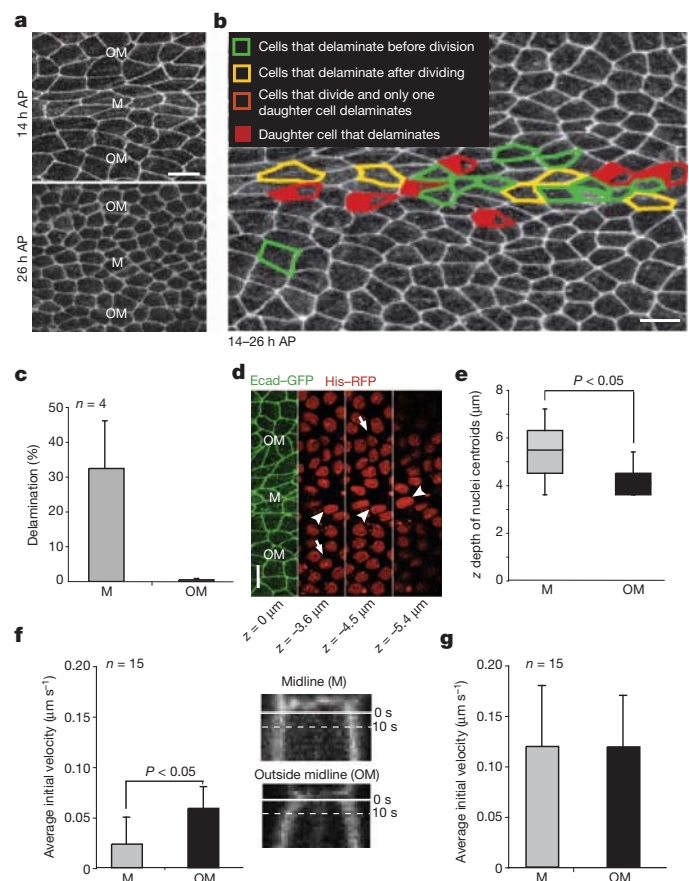 a
14 h AP
OM
M
OM
26 h AP
OM
M
OM
b
Cells that delaminate before division
Cells that delaminate after dividing
Cells that divide and only one
daughter cell delaminates
Daughter cell that delaminates
14–26 h AP
c
Delamination (%)
50
40
30
20
10
0
n = 4
M
OM
d
Ecad–GFP
His–RFP
OM
M
OM
z = 0 μm
z = −3.6 μm
z = −4.5 μm
z = −5.4 μm
e
z depth of nuclei centroids (μm)
8
6
4
2
0
P < 0.05
M
OM
f
Average initial velocity (μm s⁻¹)
0.20
0.15
0.10
0.05
0
n = 15
P < 0.05
M
OM
Midline (M)
0 s
10 s
Outside midline (OM)
0 s
10 s
g
Average initial velocity (μm s⁻¹)
0.20
0.15
0.10
0.05
0
n = 15
M
OM